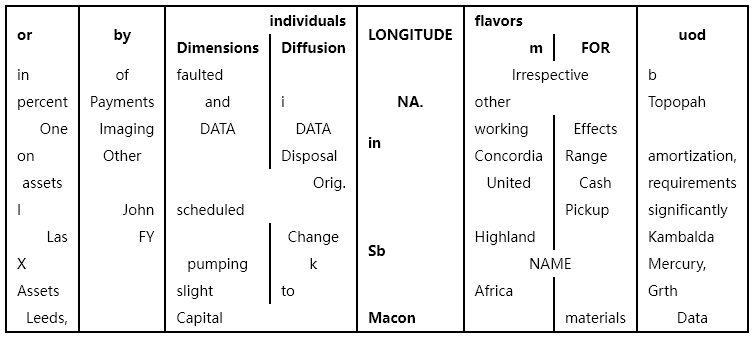 individuals flavors
or by LONGITUDE uod
Dimensions Diffusion m FOR
in of faulted Irrespective b
percent Payments and i NA. other Topopah
One Imaging DATA DATA working Effects
in
on Other Disposal Concordia Range amortization,
assets Orig. United Cash requirements
I John scheduled Pickup significantly
Las FY Change Highland Kambalda
Sb
X pumping k NAME Mercury,
Assets slight to Africa Grth
Leeds, Capital Macon materials Data